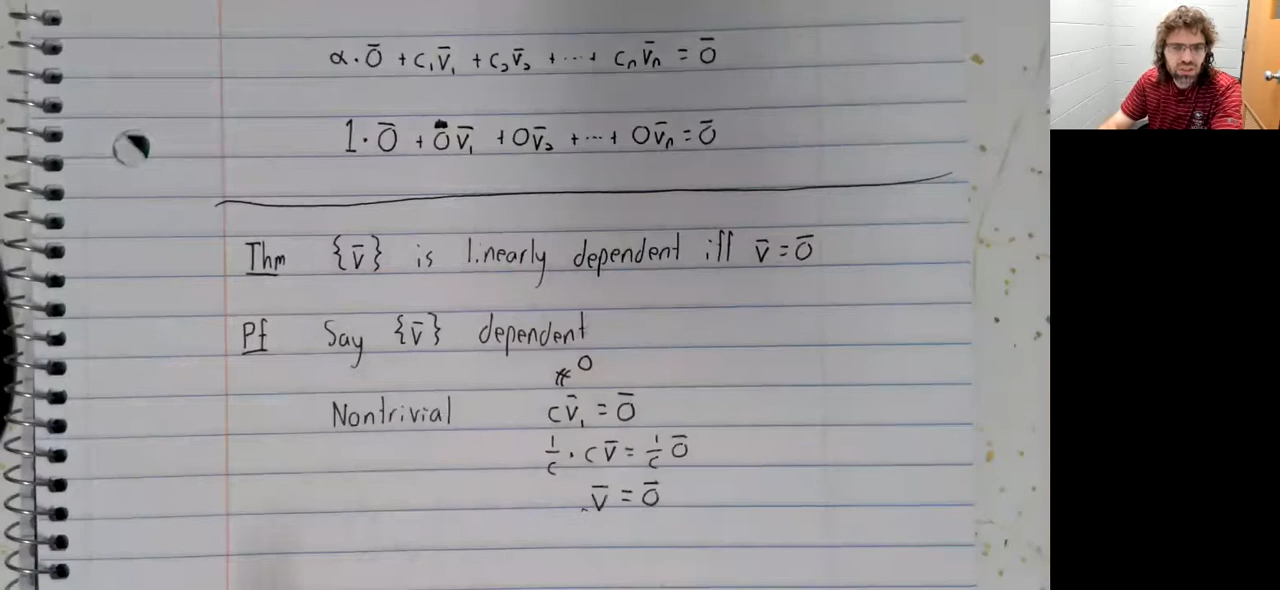 α · 0̄ + c₁v̄₁ + c₂v̄₂ + ··· + cₙv̄ₙ = 0̄
1 · 0̄ + 0v̄₁ + 0v̄₂ + ··· + 0v̄ₙ = 0̄
Thm {v̄} is linearly dependent iff v̄ = 0̄
Pf Say {v̄} dependent
≠ 0
Nontrivial cv̄₁ = 0̄
1/c · cv̄ = 1/c 0̄
v̄ = 0̄